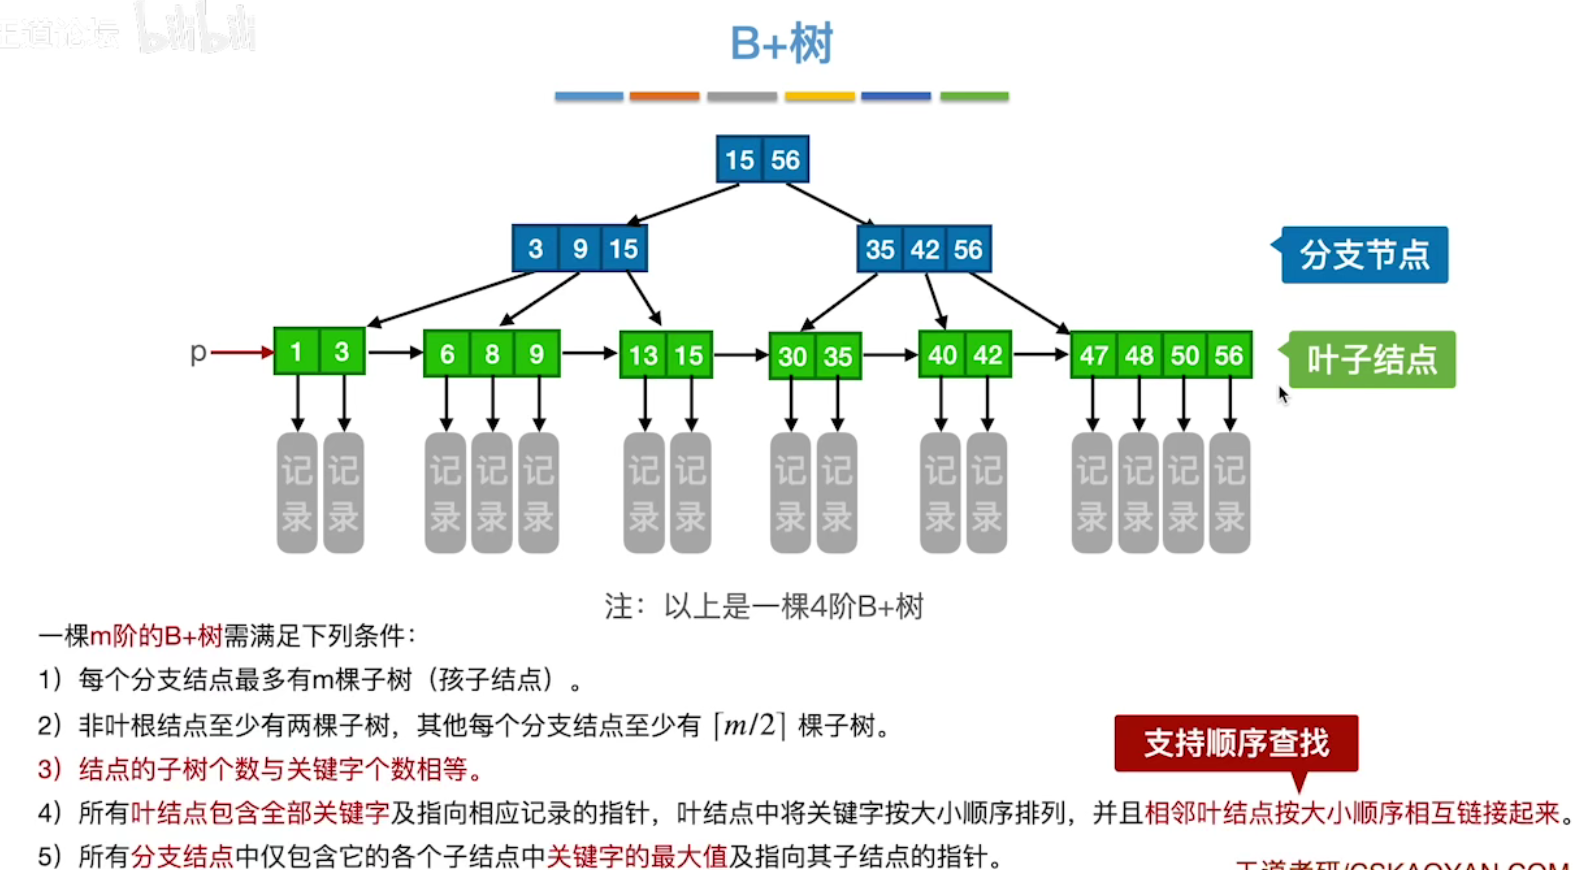 王道论坛 bilibili
B+树
15 56
3 9 15
35 42 56
分支节点
p
1 3
6 8 9
13 15
30 35
40 42
47 48 50 56
叶子结点
记录 记录 记录 记录 记录 记录 记录 记录 记录 记录 记录 记录 记录 记录 记录
注：以上是一棵4阶B+树
一棵m阶的B+树需满足下列条件：
1）每个分支结点最多有m棵子树（孩子结点）。
2）非叶根结点至少有两棵子树，其他每个分支结点至少有 ⌈m/2⌉ 棵子树。
支持顺序查找
3）结点的子树个数与关键字个数相等。
4）所有叶结点包含全部关键字及指向相应记录的指针，叶结点中将关键字按大小顺序排列，并且相邻叶结点按大小顺序相互链接起来。
5）所有分支结点中仅包含它的各个子结点中关键字的最大值及指向其子结点的指针。
王道考研/CSKAOYAN.COM